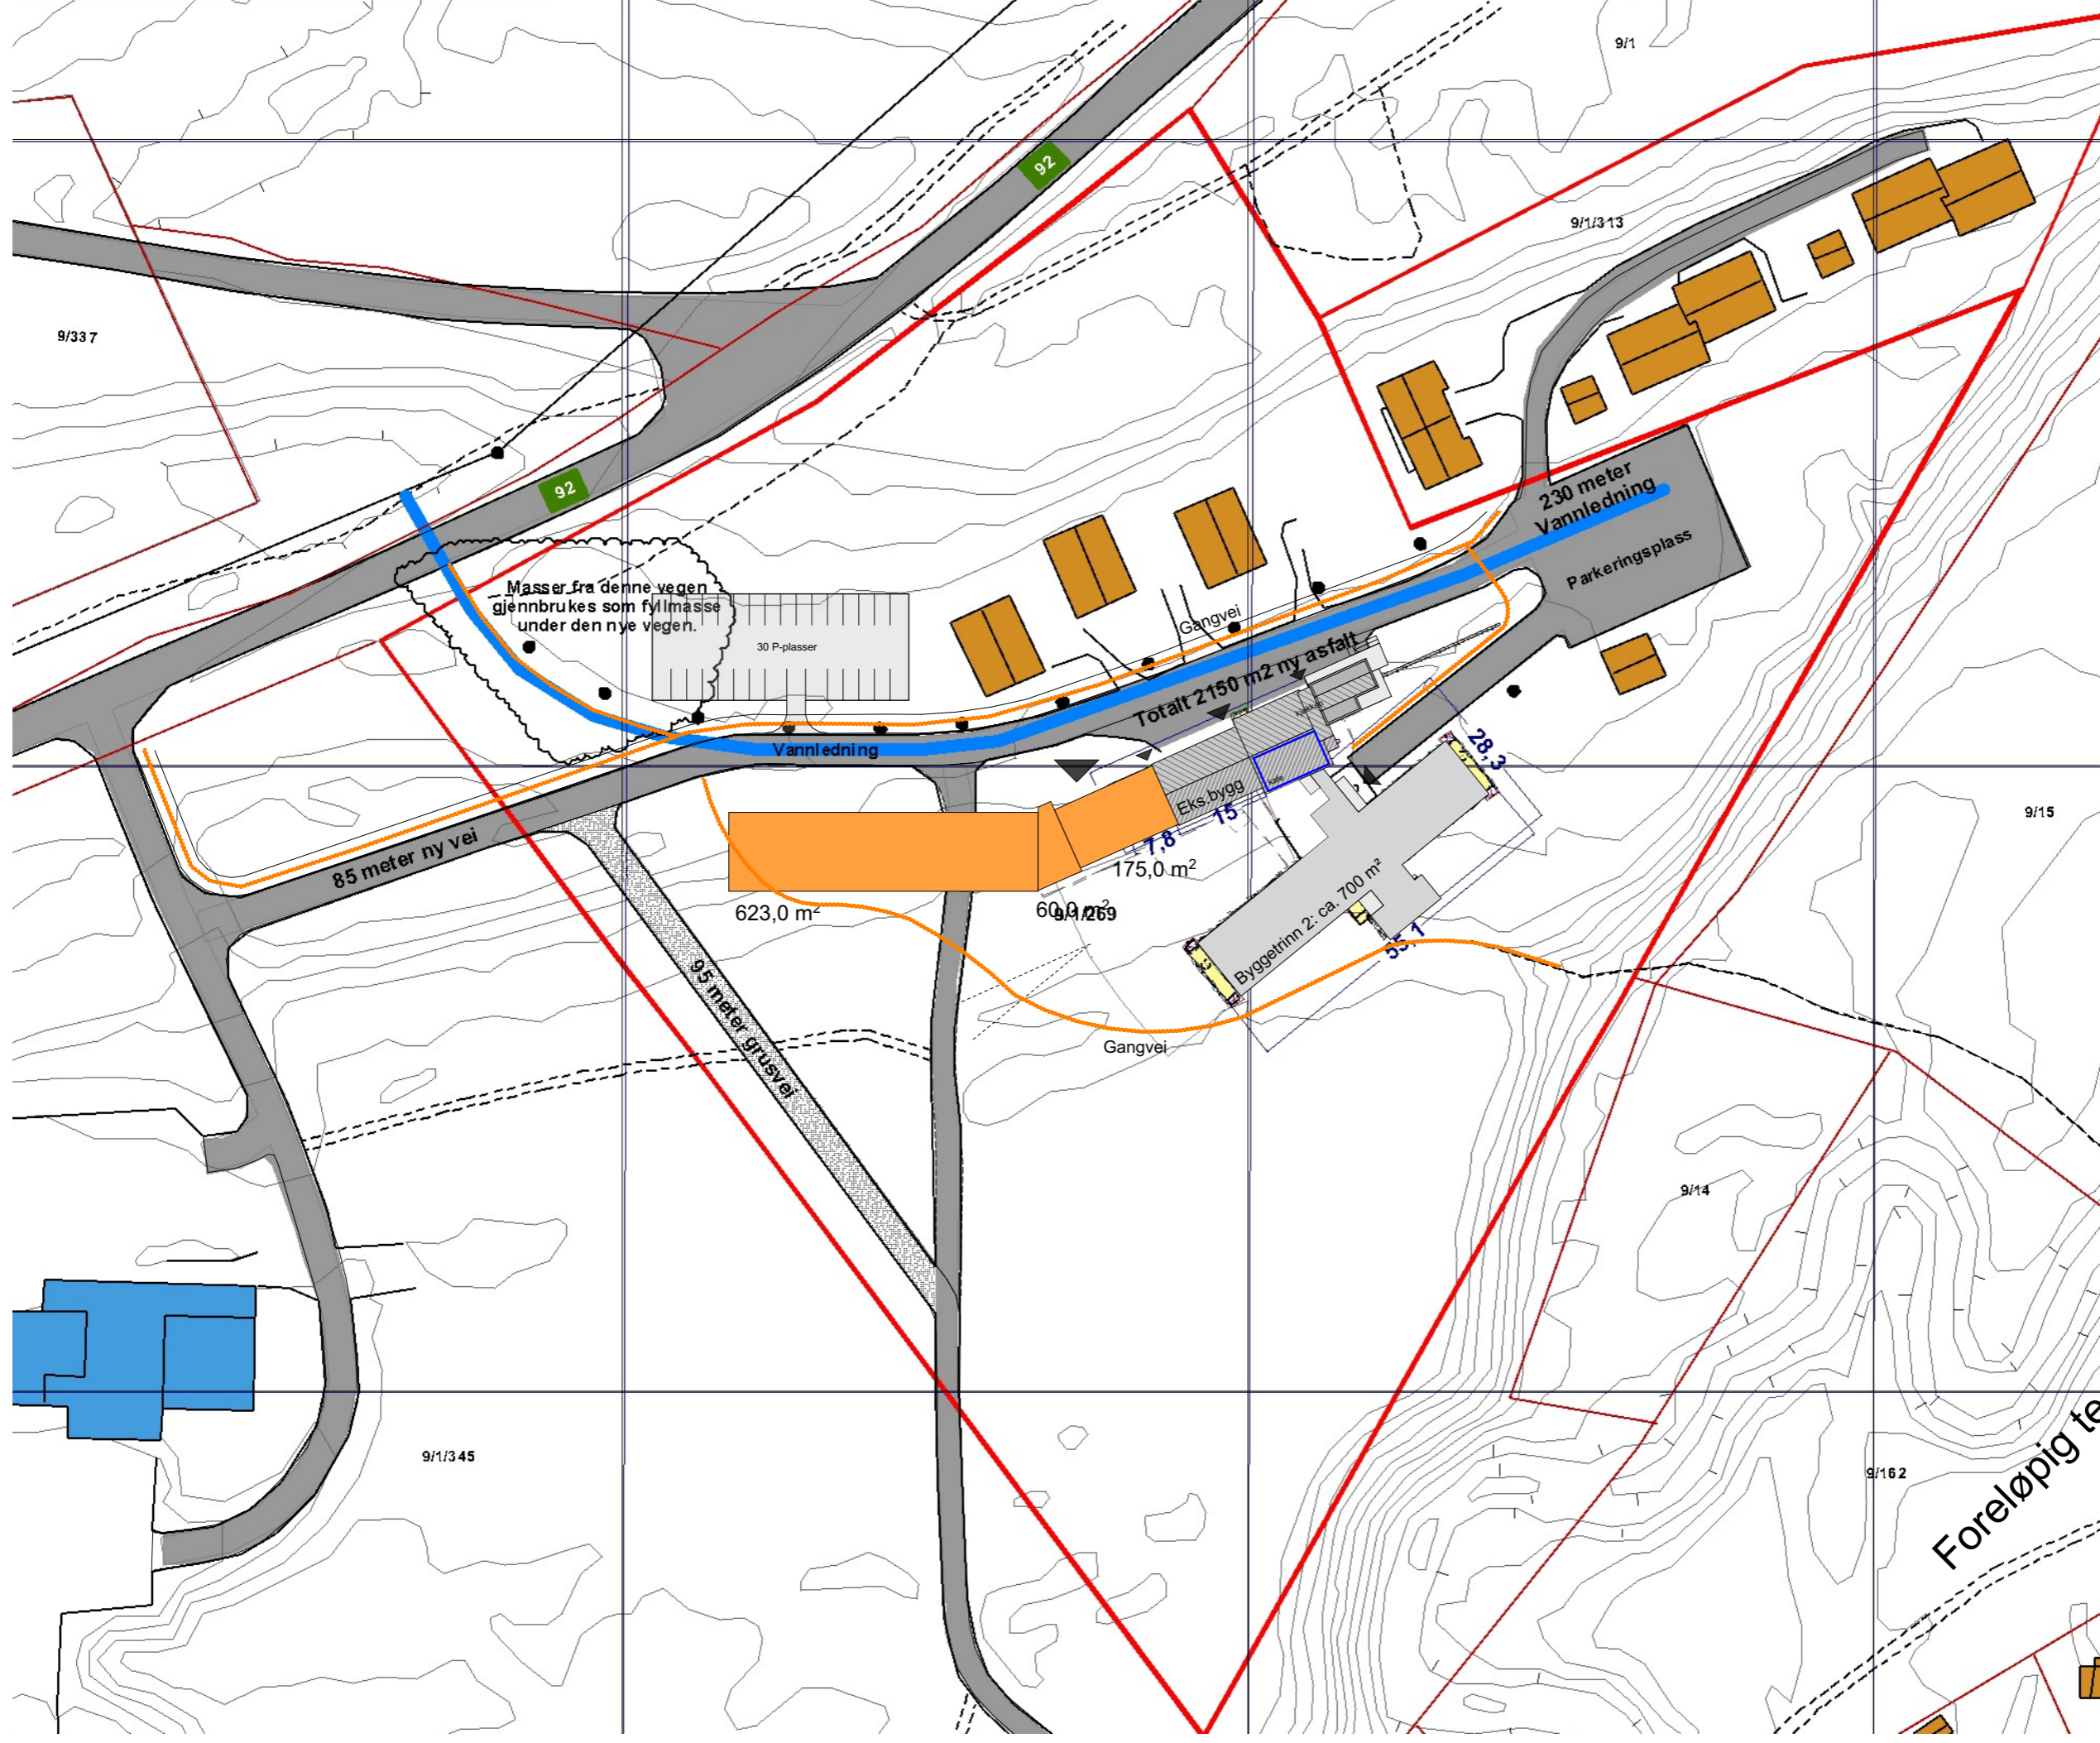 9/1
92
9/1/313
9/337
92
230 meter
Vannledning
Parkeringsplass
Masser fra denne vegen
gjennbrukes som fyllmasse
under den nye vegen.
30 P-plasser
Gangvei
Totalt 2150 m2 ny asfalt
Vannledning
kjøkken
kafe
Eks.bygg
28,3
15
7,8
175,0 m²
9/15
85 meter ny vei
623,0 m²
60,0 m²
9/1/269
Byggetrinn 2: ca. 700 m²
55,1
95 meter grusvei
Gangvei
9/14
9/1/345
9/162
Foreløpig te